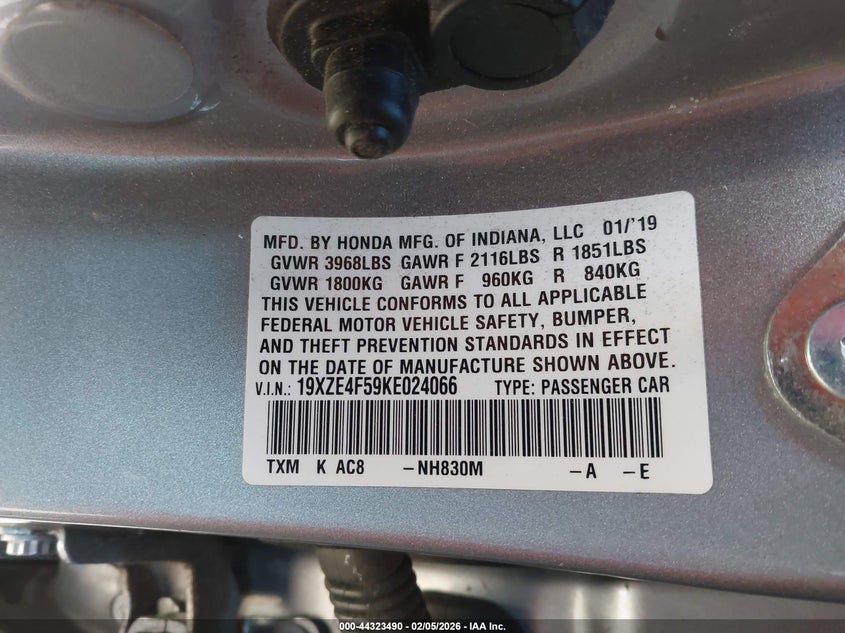 MFD. BY HONDA MFG. OF INDIANA, LLC 01/'19
GVWR 3968LBS GAWR F 2116LBS R 1851LBS
GVWR 1800KG GAWR F 960KG R 840KG
THIS VEHICLE CONFORMS TO ALL APPLICABLE
FEDERAL MOTOR VEHICLE SAFETY, BUMPER,
AND THEFT PREVENTION STANDARDS IN EFFECT
ON THE DATE OF MANUFACTURE SHOWN ABOVE.
V.I.N.: 19XZE4F59KE024066 TYPE: PASSENGER CAR
TXM K AC8 –NH830M –A –E
000-44323490 - 02/05/2026 - IAA Inc.